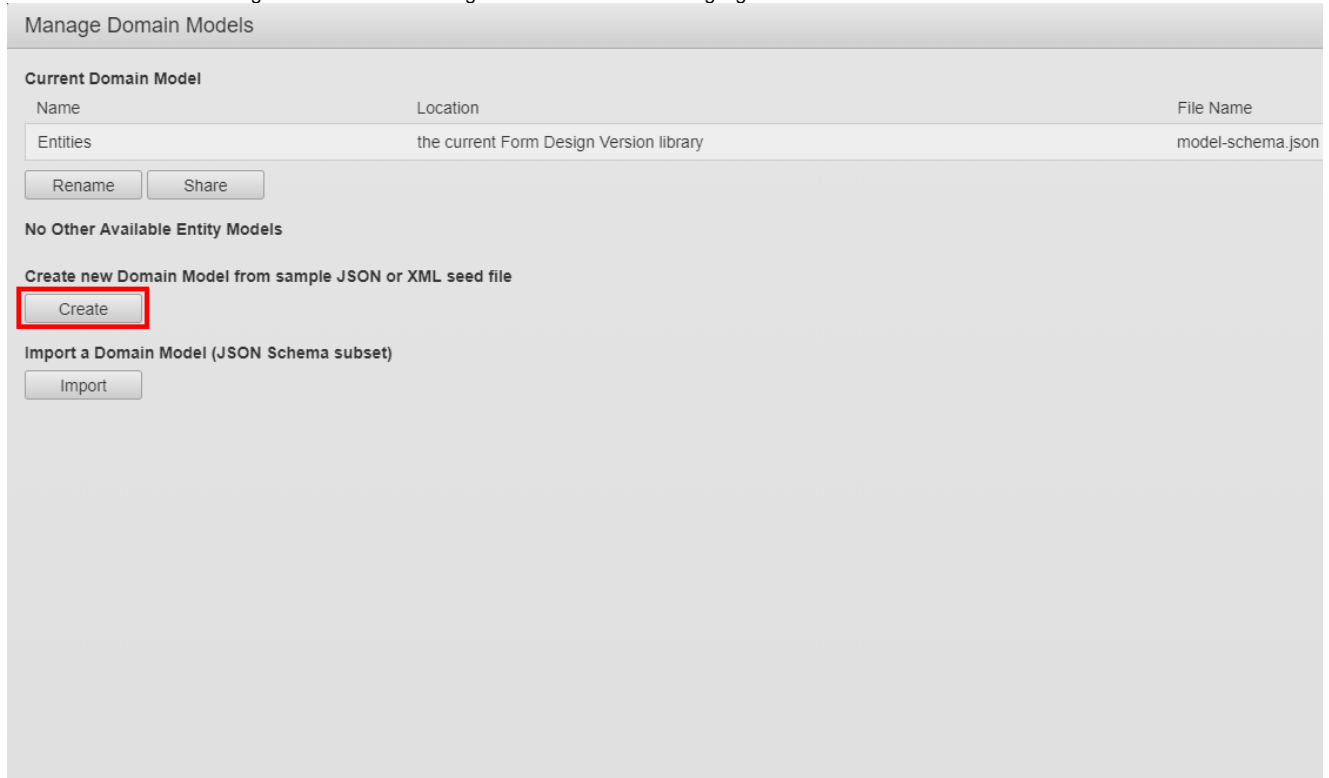 Manage Domain Models
Current Domain Model
Name Location File Name
Entities the current Form Design Version library model-schema.json
Rename Share
No Other Available Entity Models
Create new Domain Model from sample JSON or XML seed file
Create
Import a Domain Model (JSON Schema subset)
Import